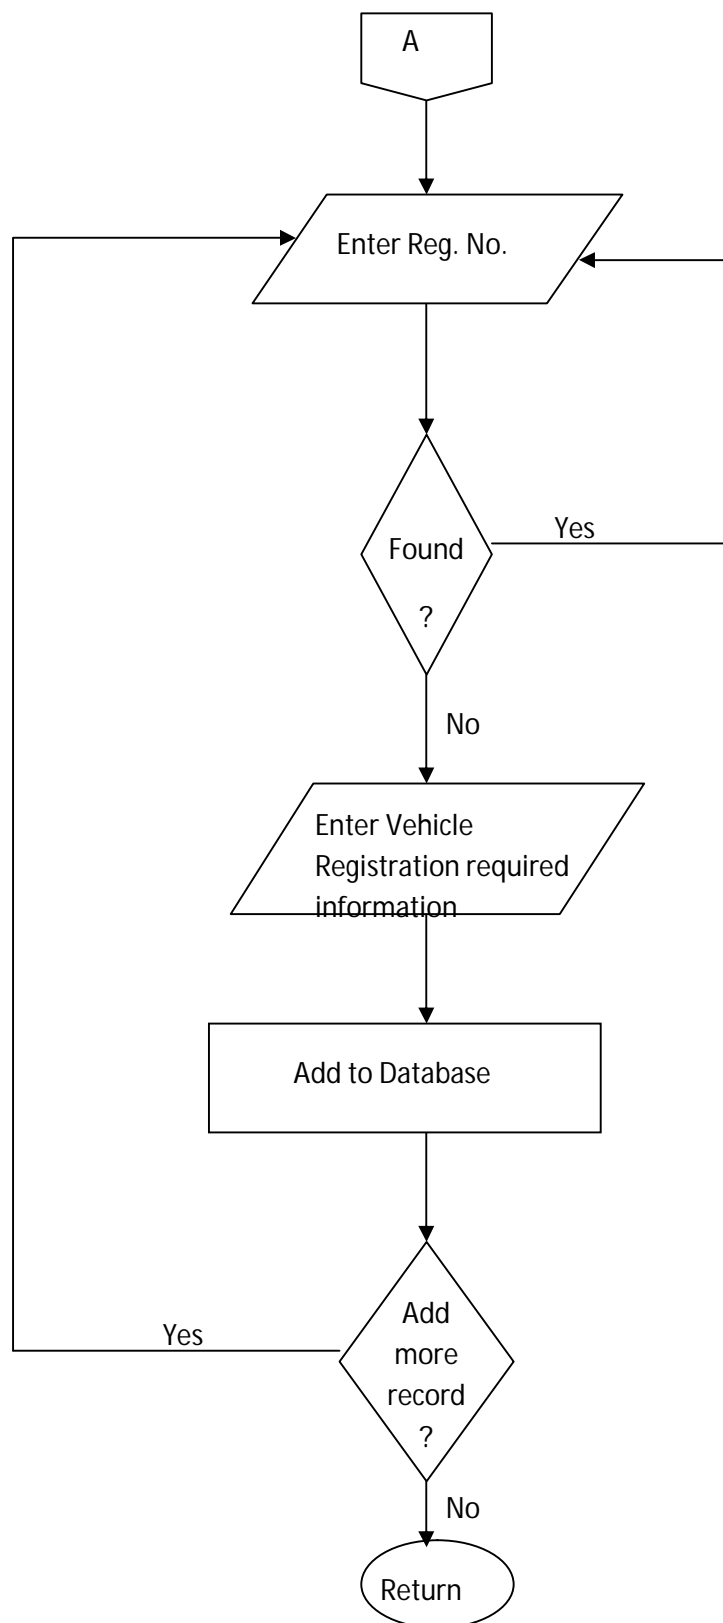 A
Enter Reg. No.
Found
Yes
?
No
Enter Vehicle
Registration required
information
Add to Database
Add
Yes
more
record
?
No
Return